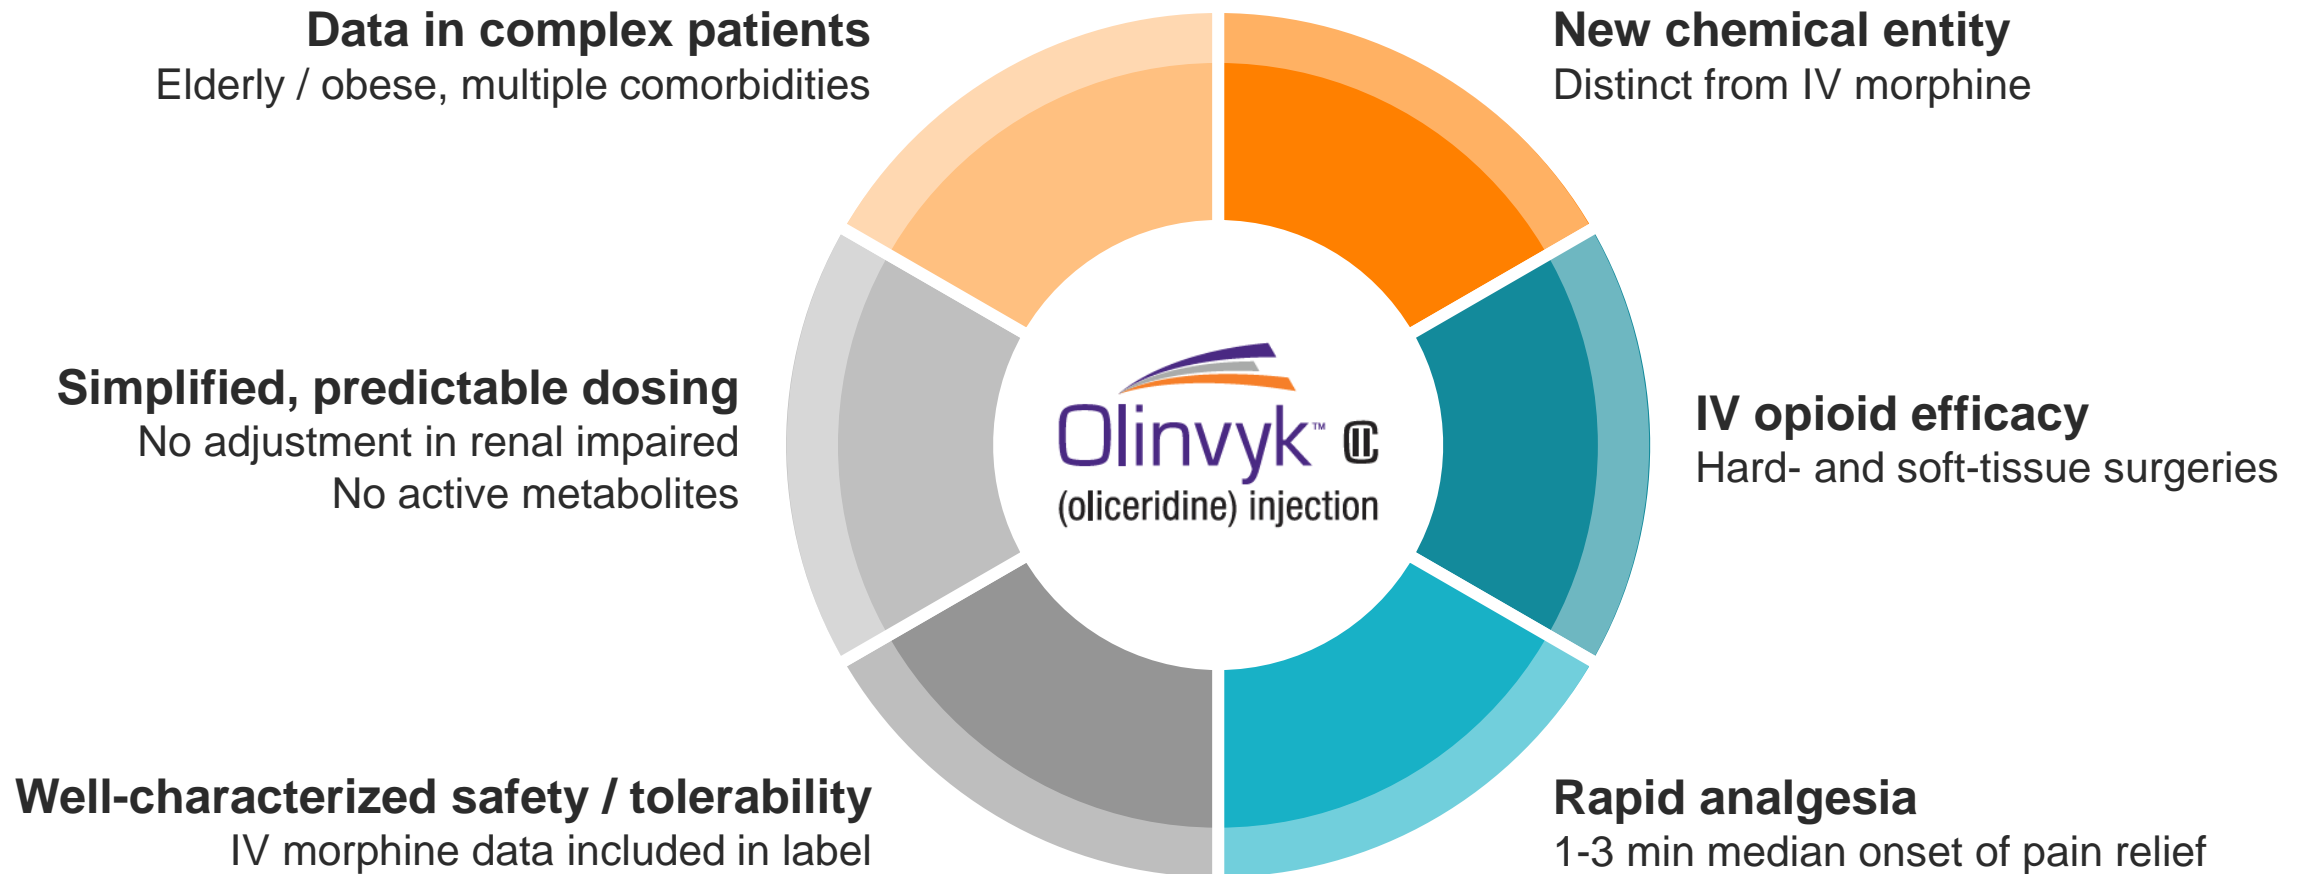 Data in complex patients
Elderly / obese, multiple comorbidities
New chemical entity
Distinct from IV morphine
Simplified, predictable dosing
No adjustment in renal impaired
No active metabolites
Olinvyk™ CII
(oliceridine) injection
IV opioid efficacy
Hard- and soft-tissue surgeries
Well-characterized safety / tolerability
IV morphine data included in label
Rapid analgesia
1-3 min median onset of pain relief